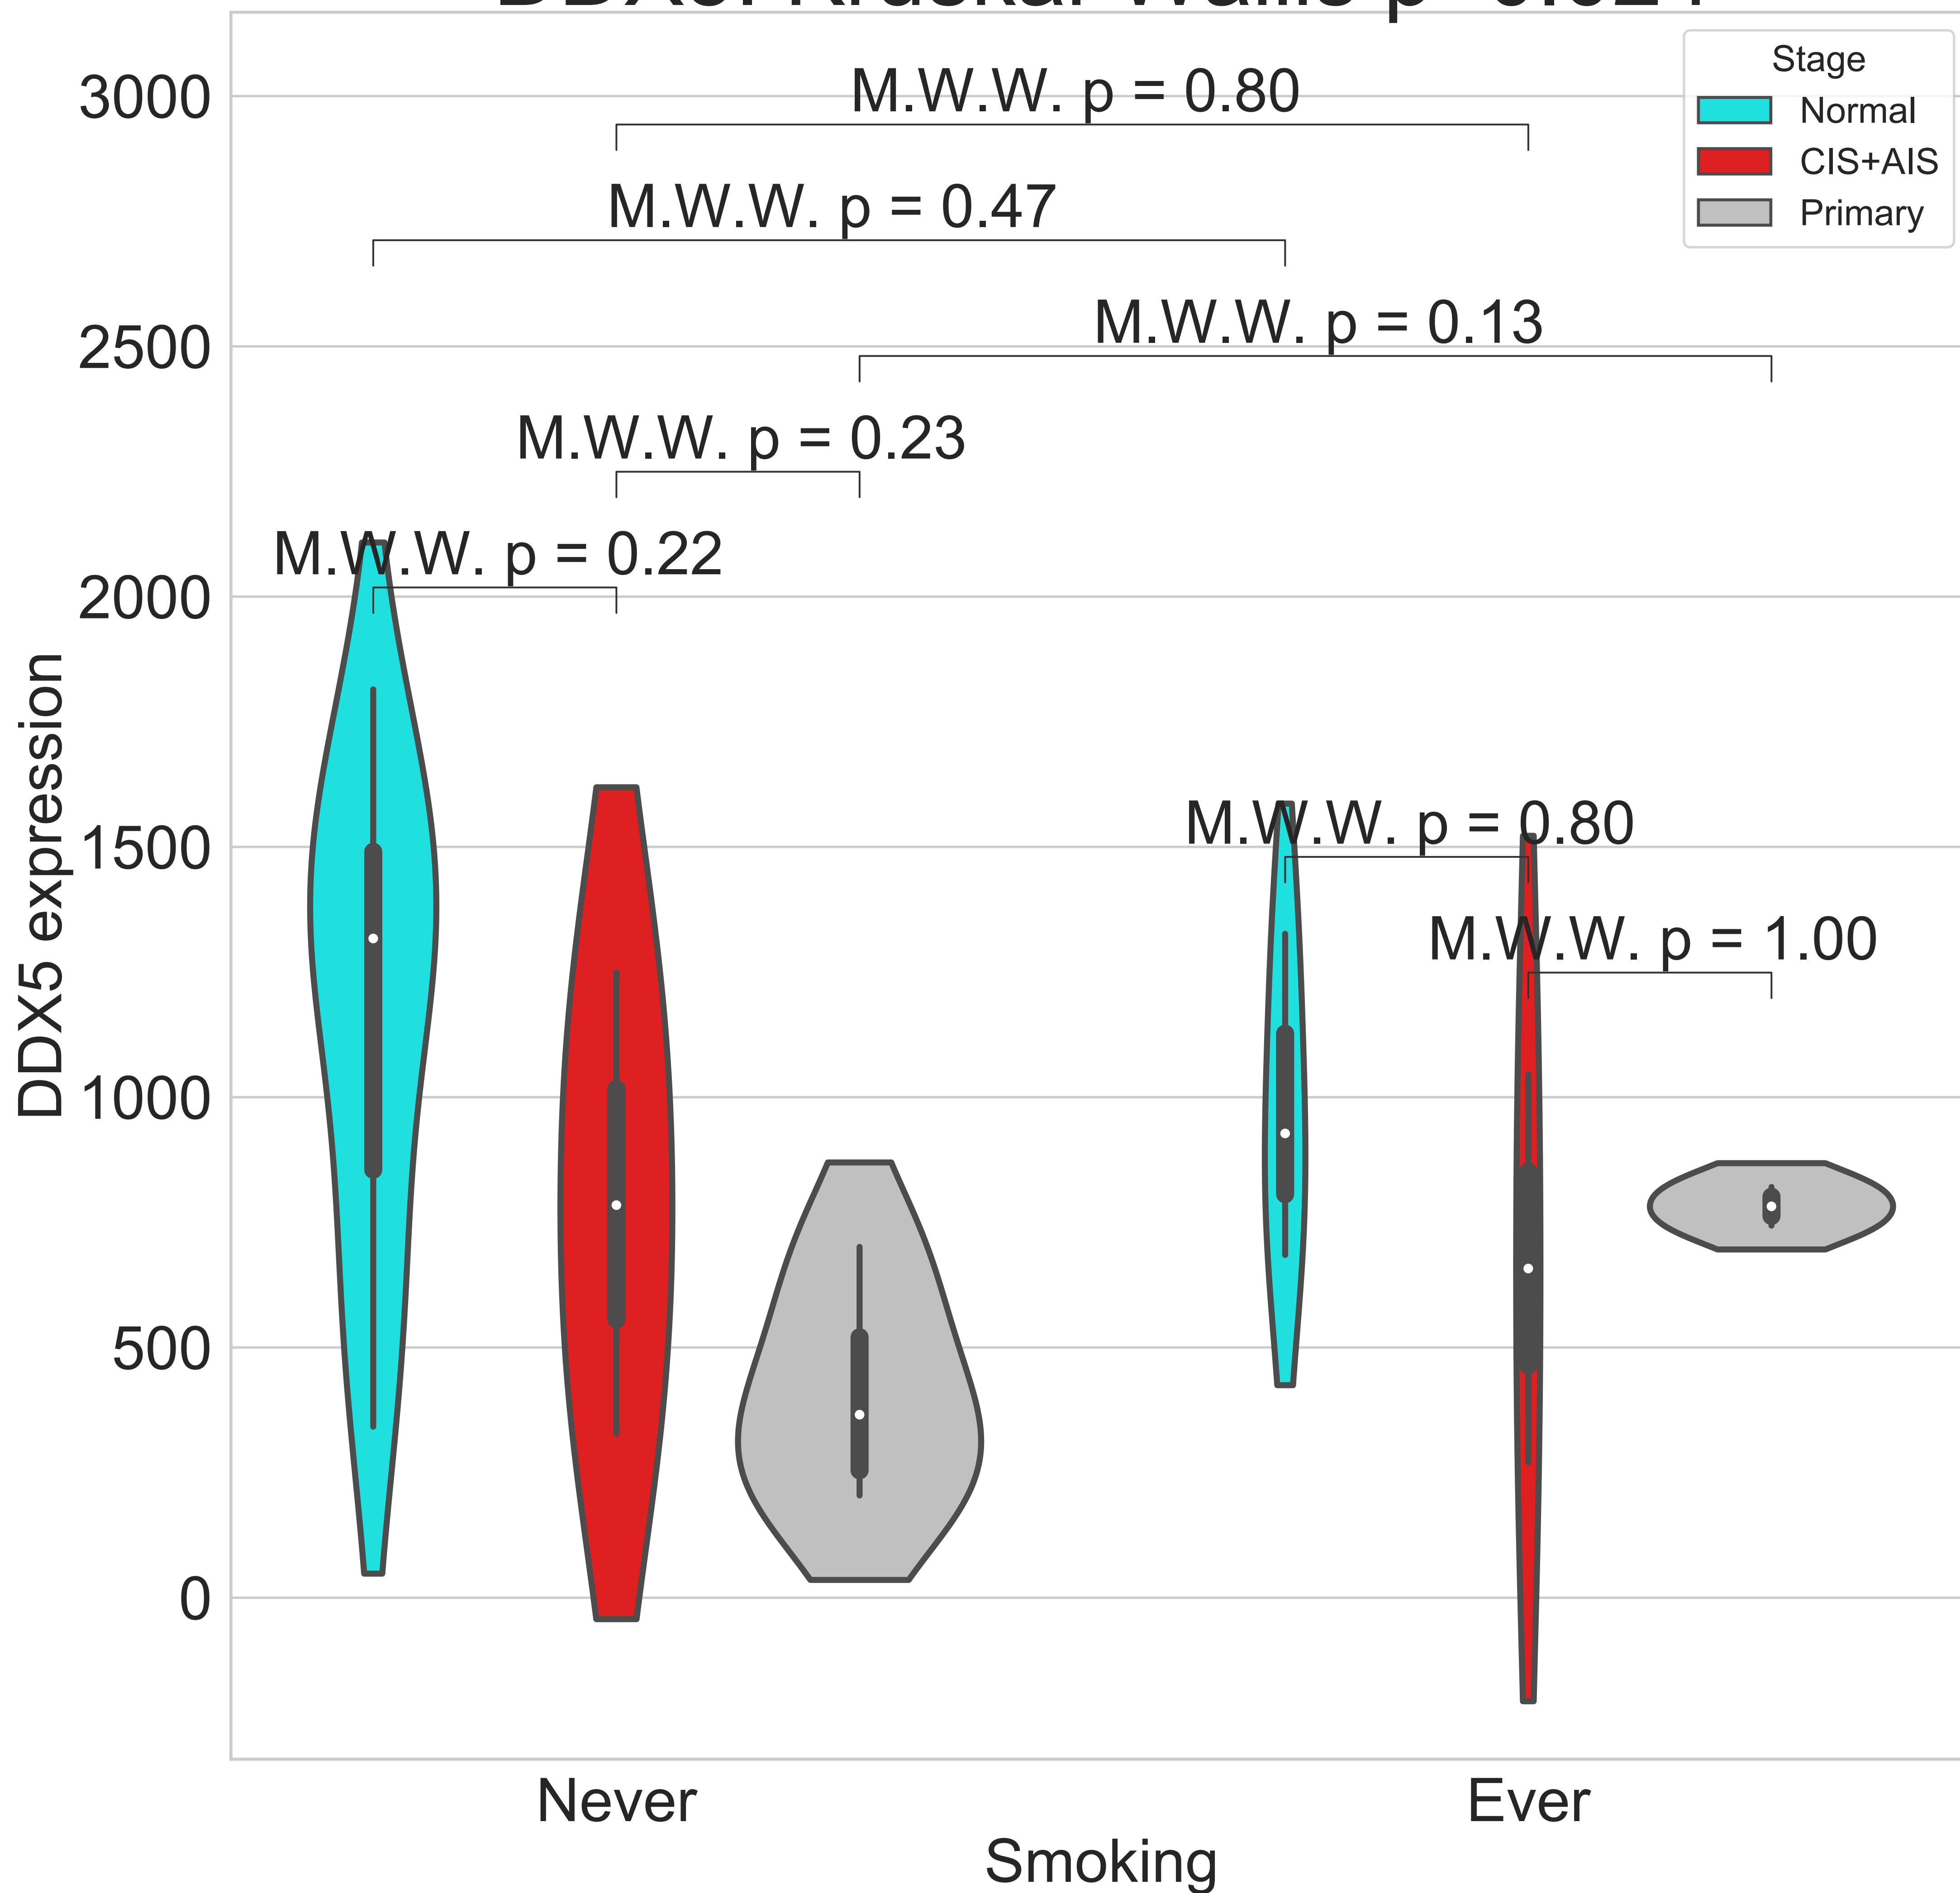 M.W.W. p = 0.80
M.W.W. p = 0.47
M.W.W. p = 0.13
M.W.W. p = 0.23
M.W.W. p = 0.22
M.W.W. p = 0.80
M.W.W. p = 1.00
Stage
Normal
CIS+AIS
Primary
DDX5 expression
3000
2500
2000
1500
1000
500
0
Never
Ever
Smoking